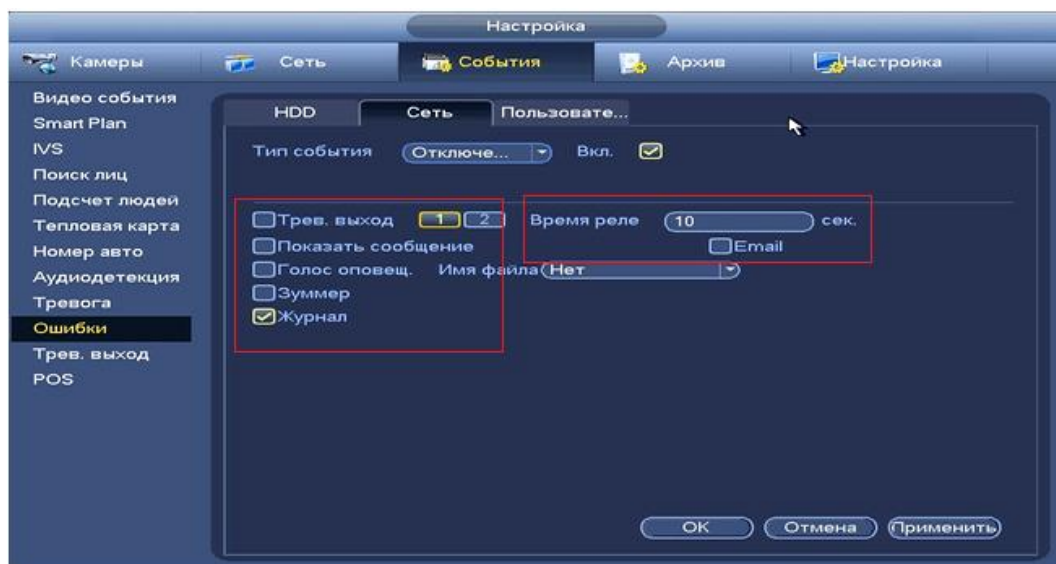 Настройка
Камеры Сеть События Архив Настройка
Видео события
Smart Plan
IVS
Поиск лиц
Подсчет людей
Тепловая карта
Номер авто
Аудиодетекция
Тревога
Ошибки
Трев. выход
POS
HDD Сеть Пользовате...
Тип события Отключе... Вкл.
Трев. выход 1 2 Время реле 10 сек.
Показать сообщение Email
Голос оповещ. Имя файла Нет
Зуммер
Журнал
OK Отмена Применить